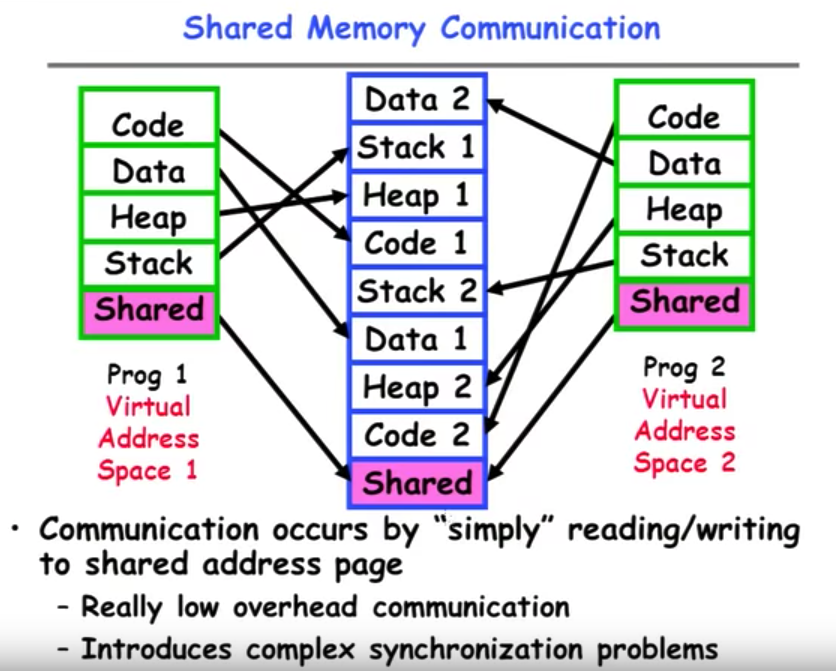 Shared Memory Communication
Code
Data
Heap
Stack
Shared
Prog 1
Virtual
Address
Space 1
Data 2
Stack 1
Heap 1
Code 1
Stack 2
Data 1
Heap 2
Code 2
Shared
Code
Data
Heap
Stack
Shared
Prog 2
Virtual
Address
Space 2
• Communication occurs by “simply” reading/writing
to shared address page
– Really low overhead communication
– Introduces complex synchronization problems